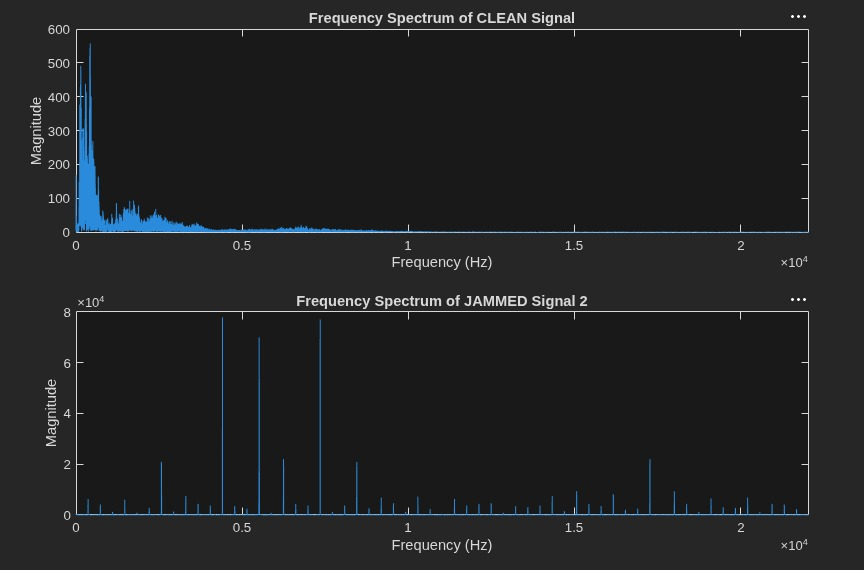 Frequency Spectrum of CLEAN Signal
600
500
400
300
200
100
0
Magnitude
0 0.5 1 1.5 2
Frequency (Hz)
×10⁴
Frequency Spectrum of JAMMED Signal 2
×10⁴
8
6
4
2
0
Magnitude
0 0.5 1 1.5 2
Frequency (Hz)
×10⁴